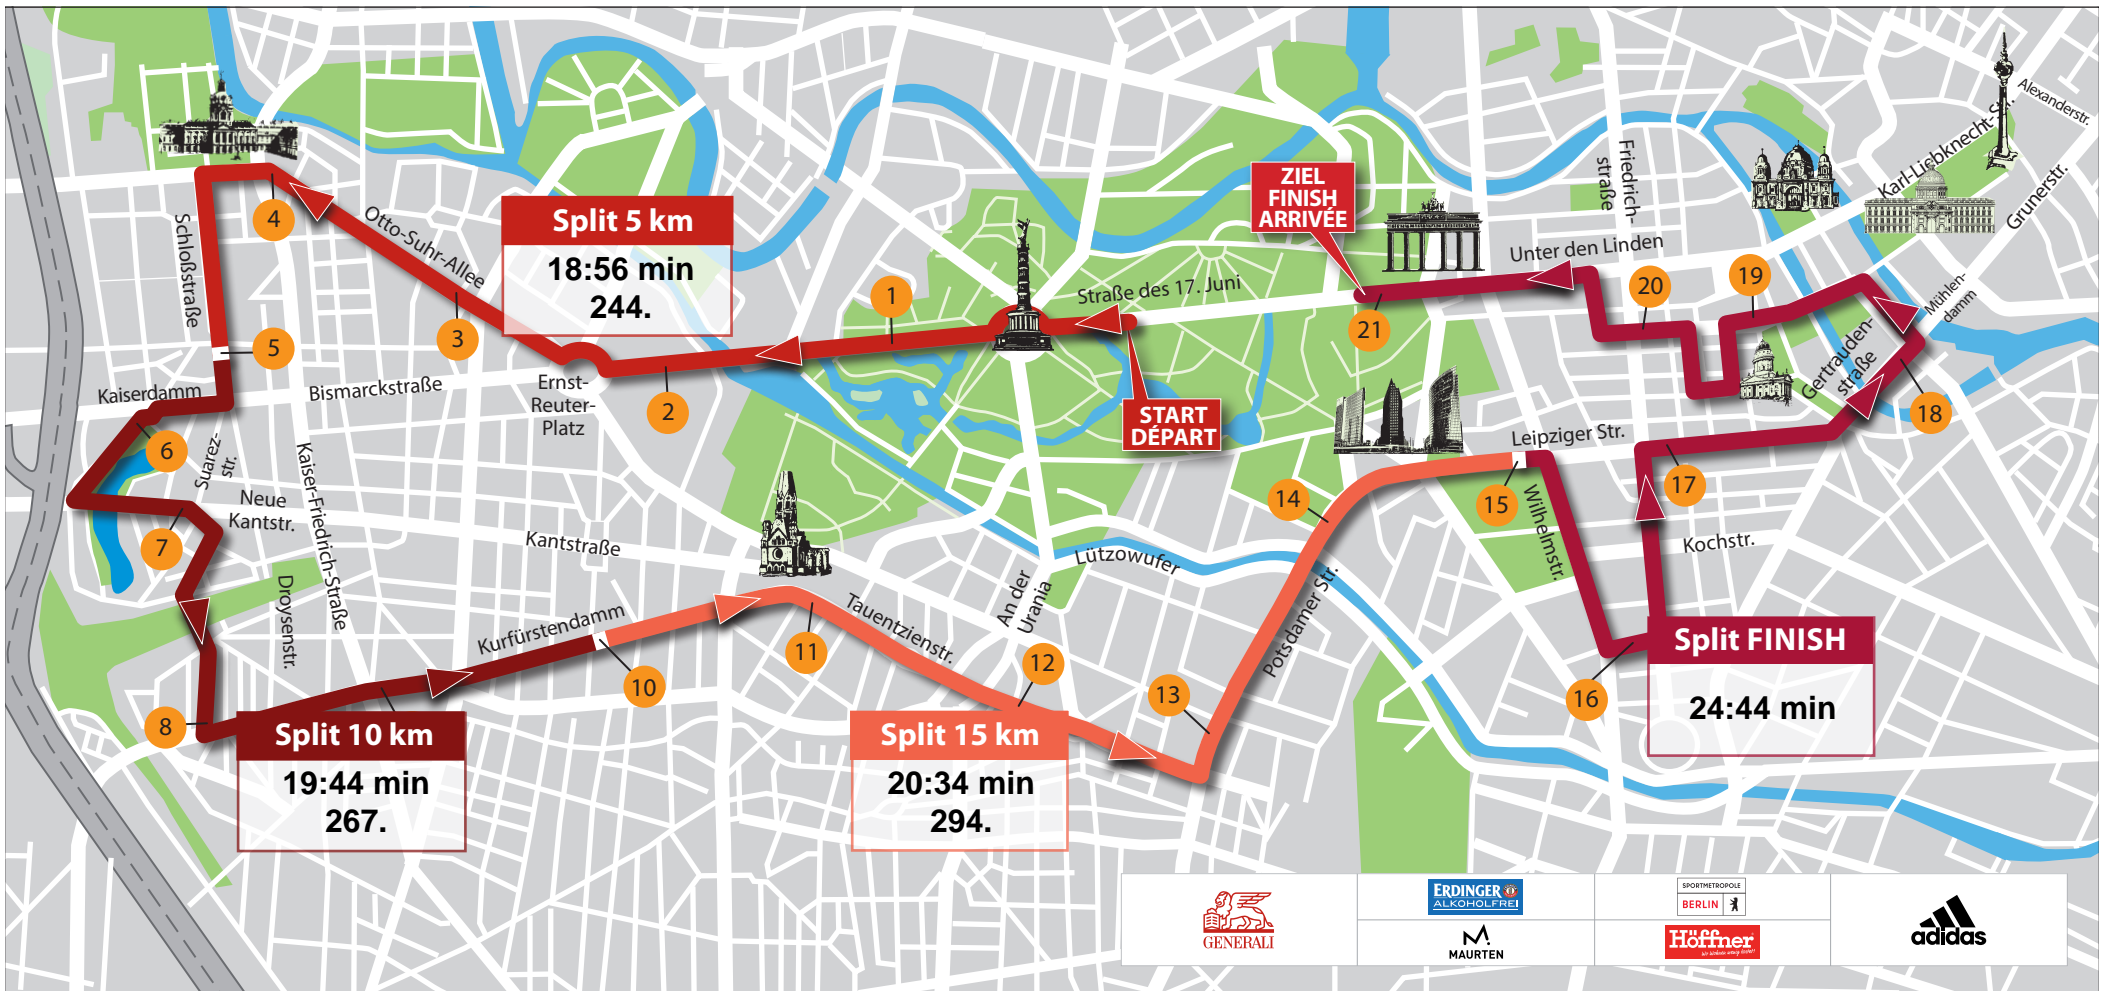 Alexanderstr.
Karl-Liebknecht-Str.
Grunerstr.
Friedrich-
straße
ZIEL
FINISH
ARRIVÉE
Unter den Linden
Straße des 17. Juni
Mühlen-
damm
Gertrauden-
straße
Otto-Suhr-Allee
Schloßstraße
Split 5 km
18:56 min
244.
1
2
3
4
5
6
7
8
10
11
12
13
14
15
16
17
18
19
20
21
START
DÉPART
Kaiserdamm
Bismarckstraße
Ernst-
Reuter-
Platz
Suarez-
str.
Neue
Kantstr.
Kaiser-Friedrich-Straße
Kantstraße
Droysenstr.
Kurfürstendamm
Tauentzienstr.
An der
Urania
Lützowufer
Potsdamer Str.
Leipziger Str.
Wilhelmstr.
Kochstr.
Split 10 km
19:44 min
267.
Split 15 km
20:34 min
294.
Split FINISH
24:44 min
GENERALI
ERDINGER
ALKOHOLFREI
MAURTEN
SPORTMETROPOLE
BERLIN
Höffner
adidas